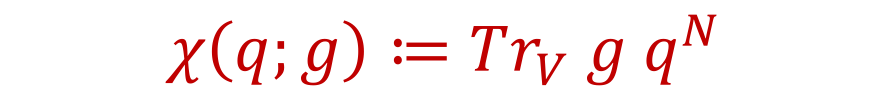 χ(q; g) ≔ Tr_V g q^N